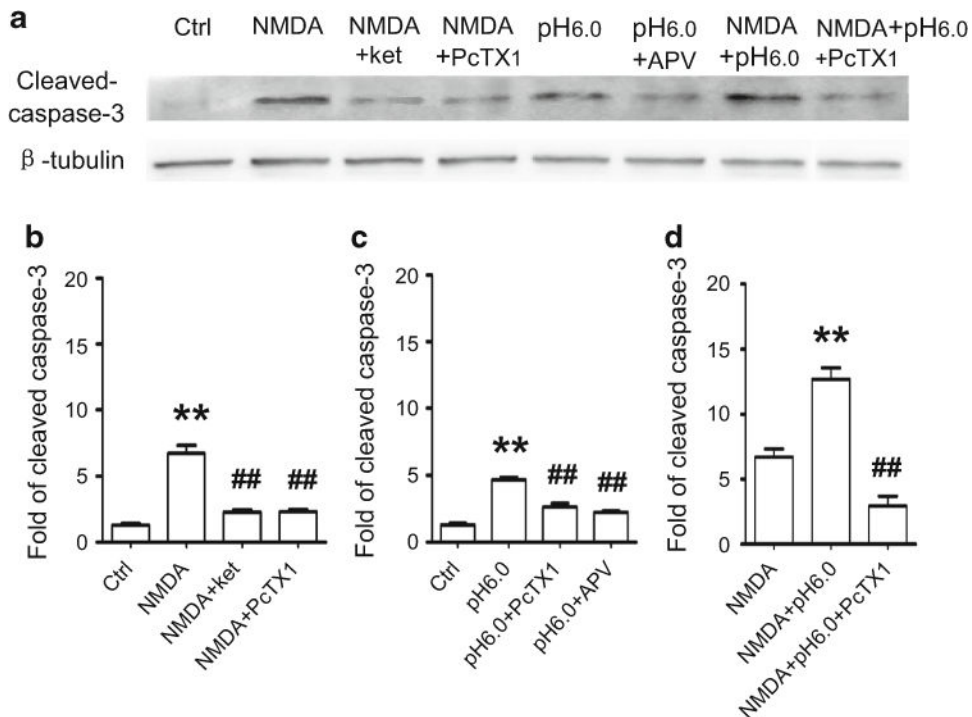 a
Ctrl NMDA NMDA +ket NMDA +PcTX1 pH6.0 pH6.0 +APV NMDA +pH6.0 NMDA+pH6.0 +PcTX1
Cleaved-
caspase-3
β-tubulin
b
Fold of cleaved caspase-3
20
15
10
5
0
**
##
##
Ctrl
NMDA
NMDA+ket
NMDA+PcTX1
c
Fold of cleaved caspase-3
20
15
10
5
0
**
##
##
Ctrl
pH6.0
pH6.0+PcTX1
pH6.0+APV
d
Fold of cleaved caspase-3
20
15
10
5
0
**
##
NMDA
NMDA+pH6.0
NMDA+pH6.0+PcTX1